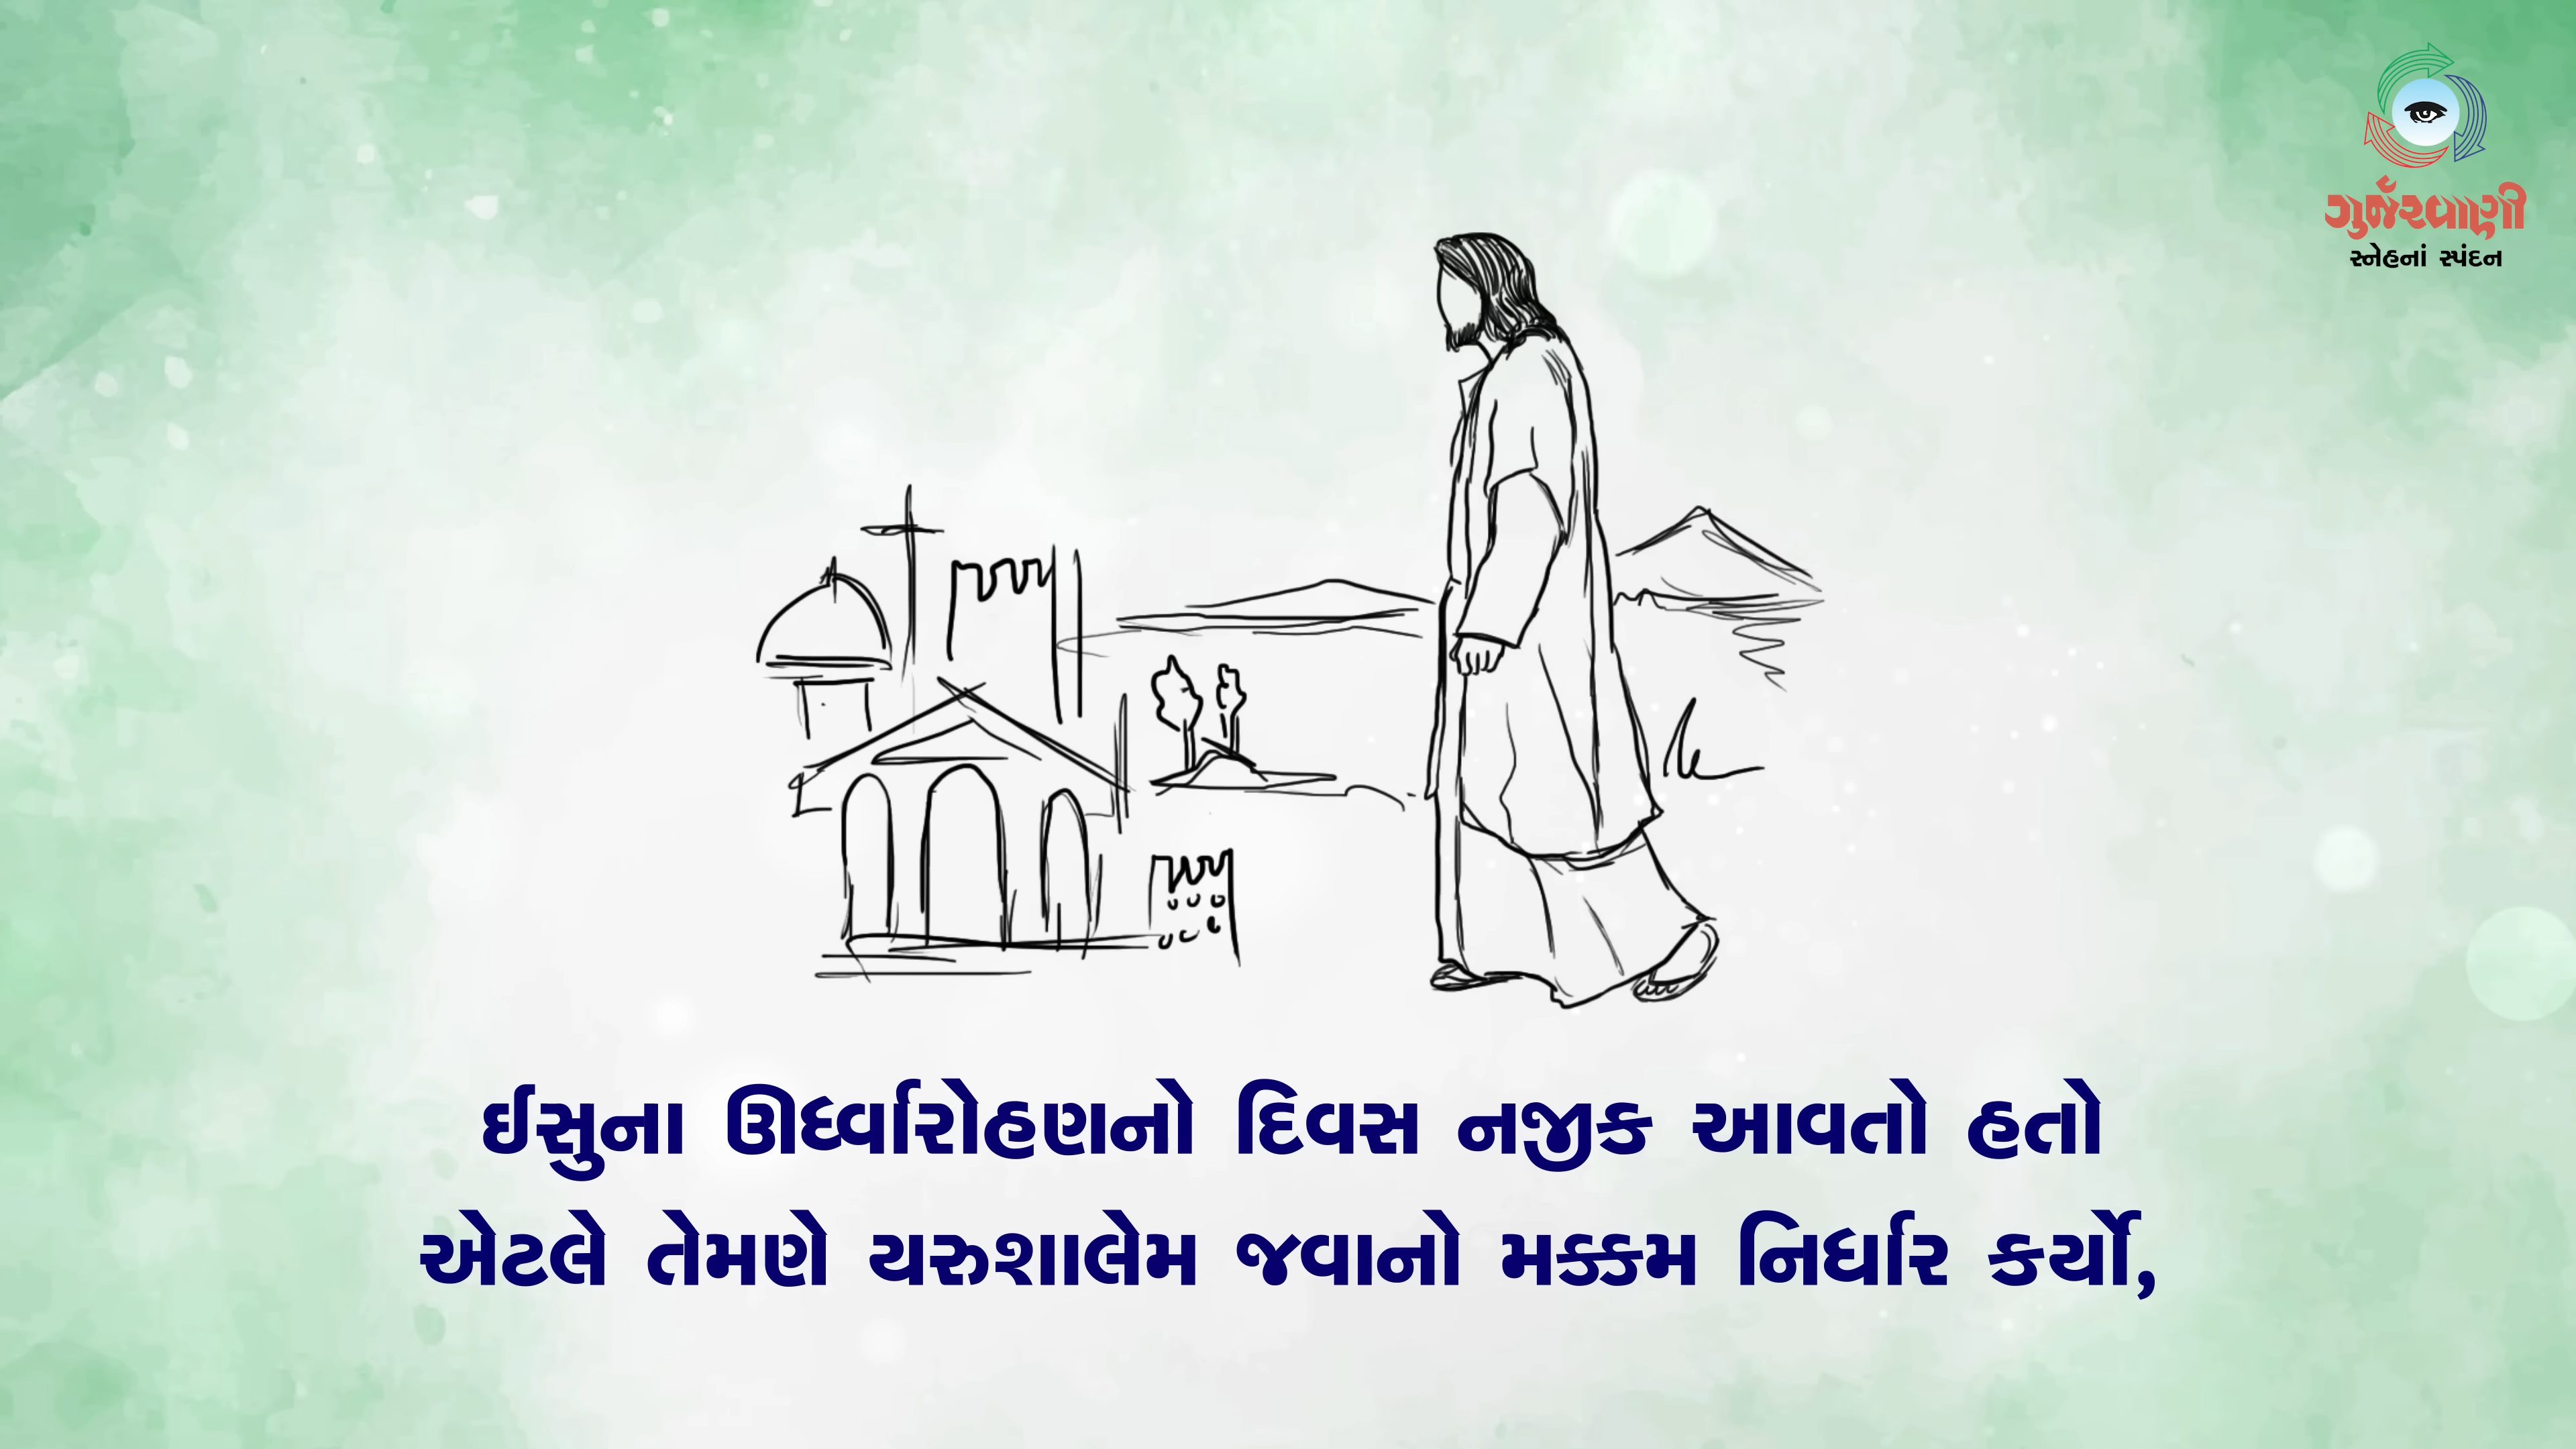 ગુર્જરવાણી
સ્નેહનાં સ્પંદન
ઈસુના ઊર્ધ્વારોહણનો દિવસ નજીક આવતો હતો
એટલે તેમણે યરુશાલેમ જવાનો મક્કમ નિર્ધાર કર્યો,